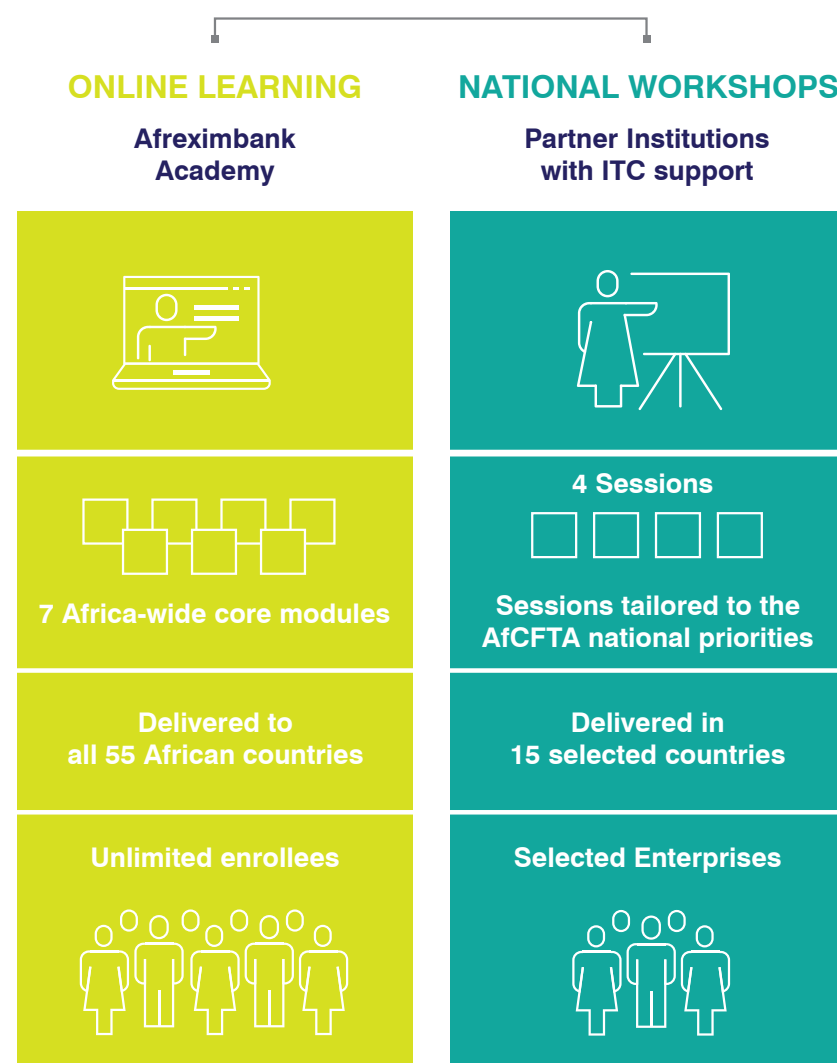 ONLINE LEARNING
Afreximbank
Academy
7 Africa-wide core modules
Delivered to
all 55 African countries
Unlimited enrollees
NATIONAL WORKSHOPS
Partner Institutions
with ITC support
4 Sessions
Sessions tailored to the
AfCFTA national priorities
Delivered in
15 selected countries
Selected Enterprises